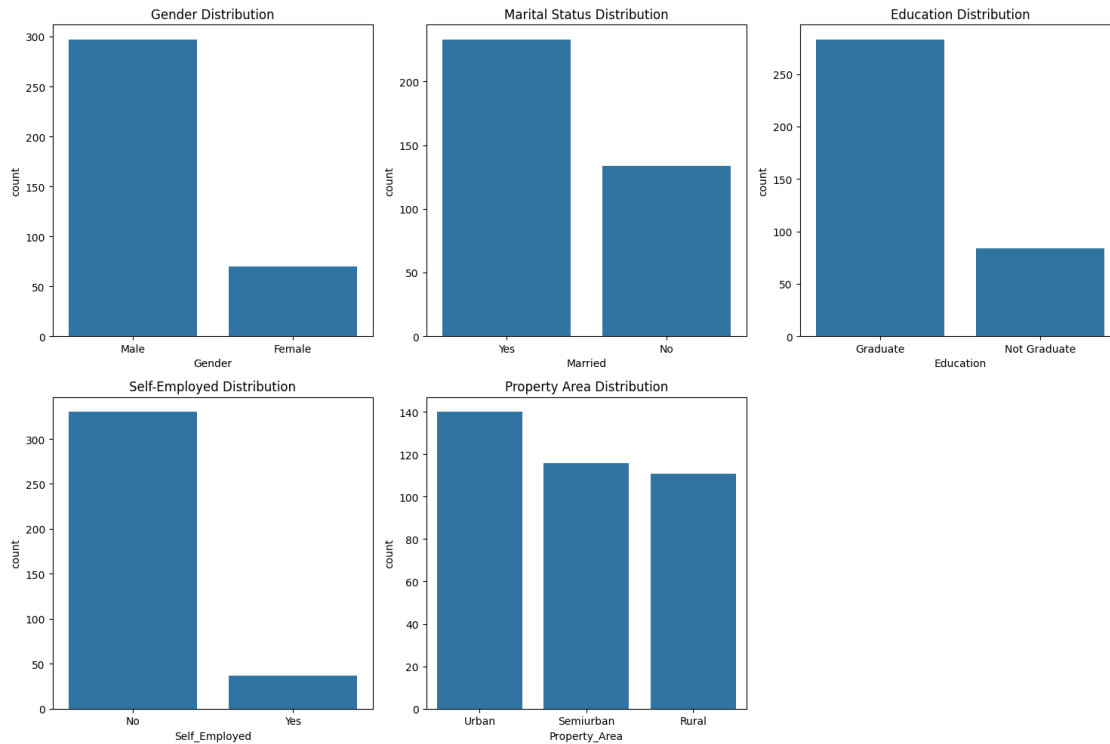 Gender Distribution
300
250
200
150
100
50
0
count
Male
Female
Gender
Marital Status Distribution
200
150
100
50
0
count
Yes
No
Married
Education Distribution
250
200
150
100
50
0
count
Graduate
Not Graduate
Education
Self-Employed Distribution
300
250
200
150
100
50
0
count
No
Yes
Self_Employed
Property Area Distribution
140
120
100
80
60
40
20
0
count
Urban
Semiurban
Rural
Property_Area